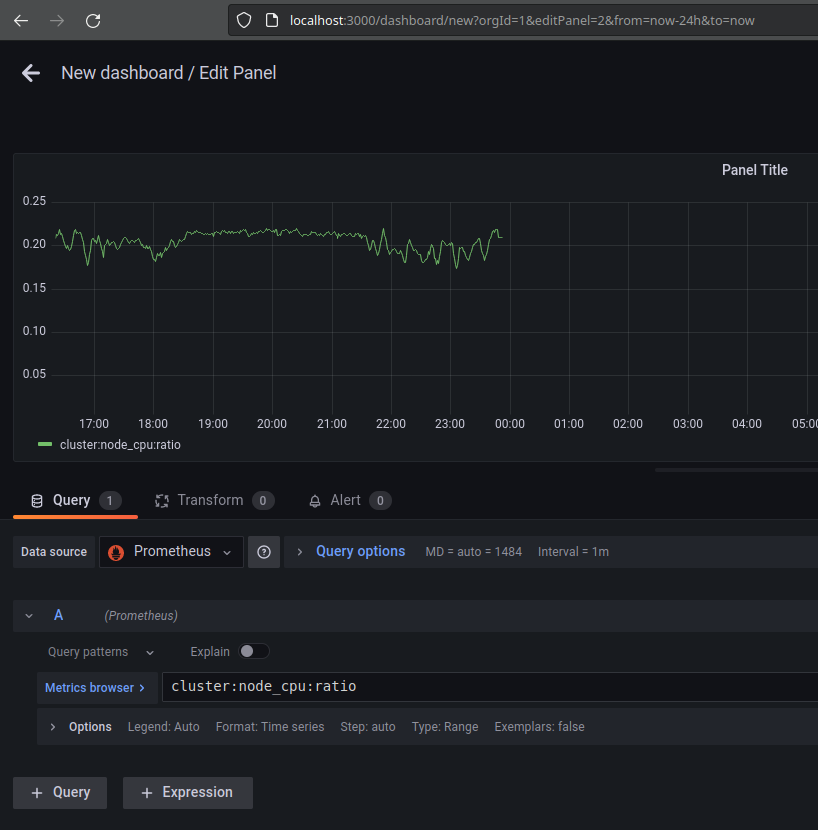 localhost:3000/dashboard/new?orgId=1&editPanel=2&from=now-24h&to=now
New dashboard / Edit Panel
Panel Title
0.25
0.20
0.15
0.10
0.05
17:00 18:00 19:00 20:00 21:00 22:00 23:00 00:00 01:00 02:00 03:00 04:00 05:00
cluster:node_cpu:ratio
Query 1 Transform 0 Alert 0
Data source Prometheus Query options MD = auto = 1484 Interval = 1m
A (Prometheus)
Query patterns Explain
Metrics browser > cluster:node_cpu:ratio
> Options Legend: Auto Format: Time series Step: auto Type: Range Exemplars: false
+ Query + Expression